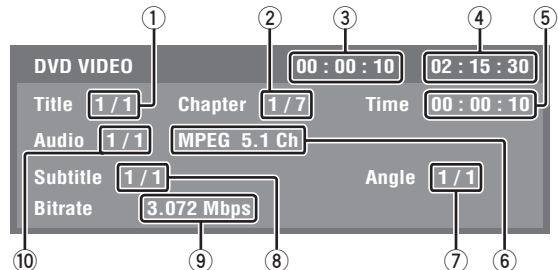 ① ② ③ ④ ⑤
DVD VIDEO 00 : 00 : 10 02 : 15 : 30
Title 1 / 1 Chapter 1 / 7 Time 00 : 00 : 10
Audio 1 / 1 MPEG 5.1 Ch
Subtitle 1 / 1 Angle 1 / 1
Bitrate 3.072 Mbps
⑩ ⑨ ⑧ ⑦ ⑥